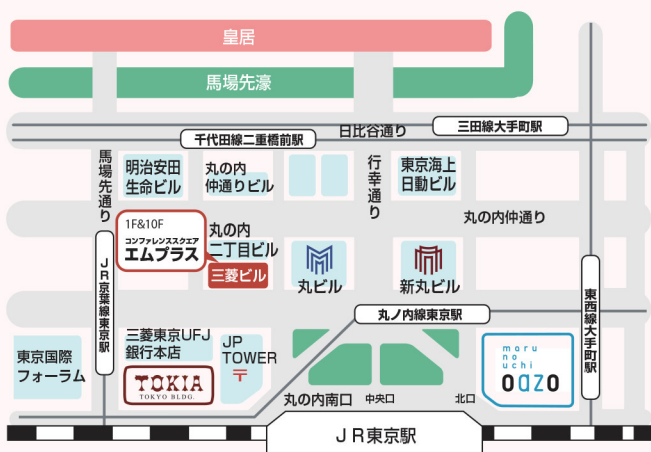 皇居
馬場先濠
日比谷通り
三田線大手町駅
千代田線二重橋前駅
馬場先通り
明治安田
生命ビル
丸の内
仲通りビル
行幸通り
東京海上
日動ビル
丸の内仲通り
1F&10F
コンファレンススクエア
エムプラス
丸の内
二丁目ビル
三菱ビル
丸ビル
新丸ビル
JR京葉線東京駅
東西線大手町駅
丸ノ内線東京駅
東京国際
フォーラム
三菱東京UFJ
銀行本店
TOKIA
TOKYO BLDG.
JP
TOWER
〒
maru
no
uchi
oazo
丸の内南口
中央口
北口
JR東京駅